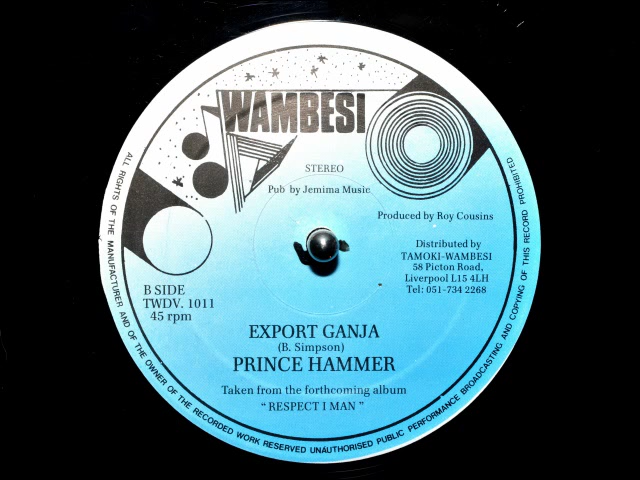 WAMBESI
STEREO
Pub by Jemima Music
Produced by Roy Cousins
Distributed by
TAMOKI-WAMBESI
58 Picton Road,
Liverpool L15 4LH
Tel: 051-734 2268
B SIDE
TWDV. 1011
45 rpm
EXPORT GANJA
(B. Simpson)
PRINCE HAMMER
Taken from the forthcoming album
“ RESPECT I MAN ”
ALL RIGHTS OF THE MANUFACTURER AND OF THE OWNER OF THE RECORDED WORK RESERVED UNAUTHORISED PUBLIC PERFORMANCE BROADCASTING AND COPYING OF THIS RECORD PROHIBITED